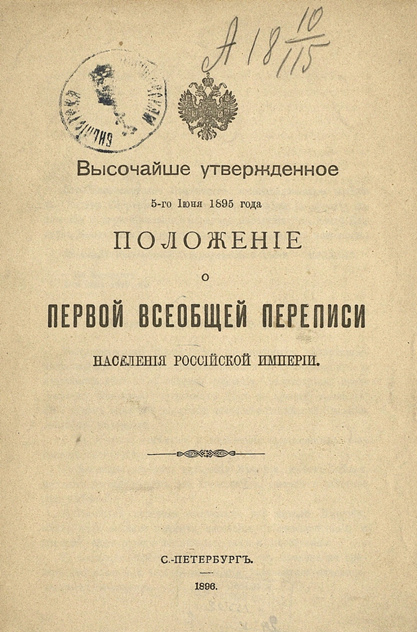 А 18 10/115
БИБЛІОТЕКА
Высочайше утвержденное
5-го Іюня 1895 года
ПОЛОЖЕНІЕ
О
ПЕРВОЙ ВСЕОБЩЕЙ ПЕРЕПИСИ
НАСЕЛЕНІЯ РОССІЙСКОЙ ИМПЕРІИ.
С.-ПЕТЕРБУРГЪ.
1896.